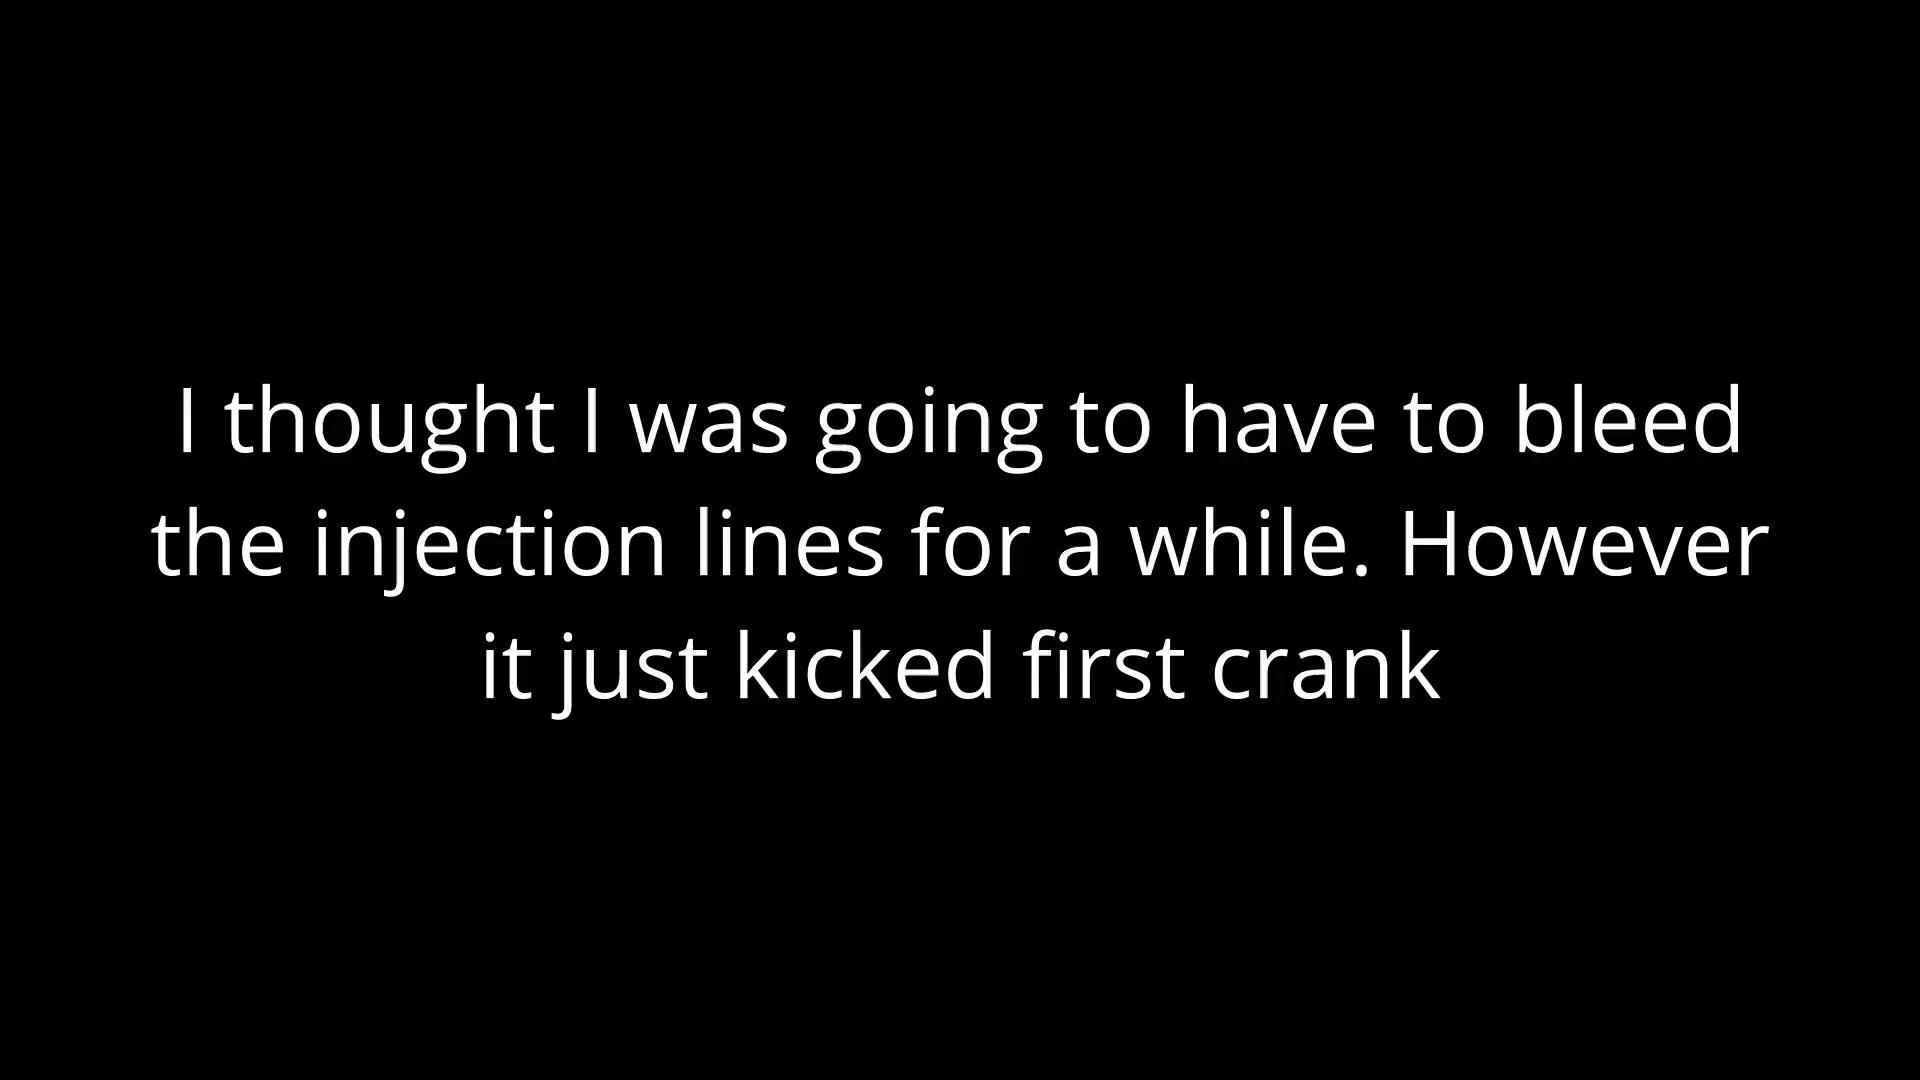 I thought I was going to have to bleed
the injection lines for a while. However
it just kicked first crank